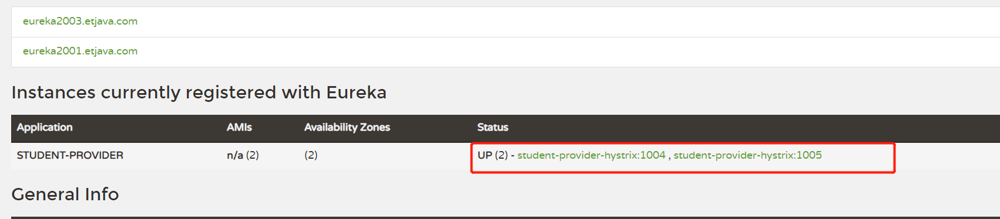 eureka2003.etjava.com
eureka2001.etjava.com
Instances currently registered with Eureka
Application AMIs Availability Zones Status
STUDENT-PROVIDER n/a (2) (2) UP (2) - student-provider-hystrix:1004 , student-provider-hystrix:1005
General Info